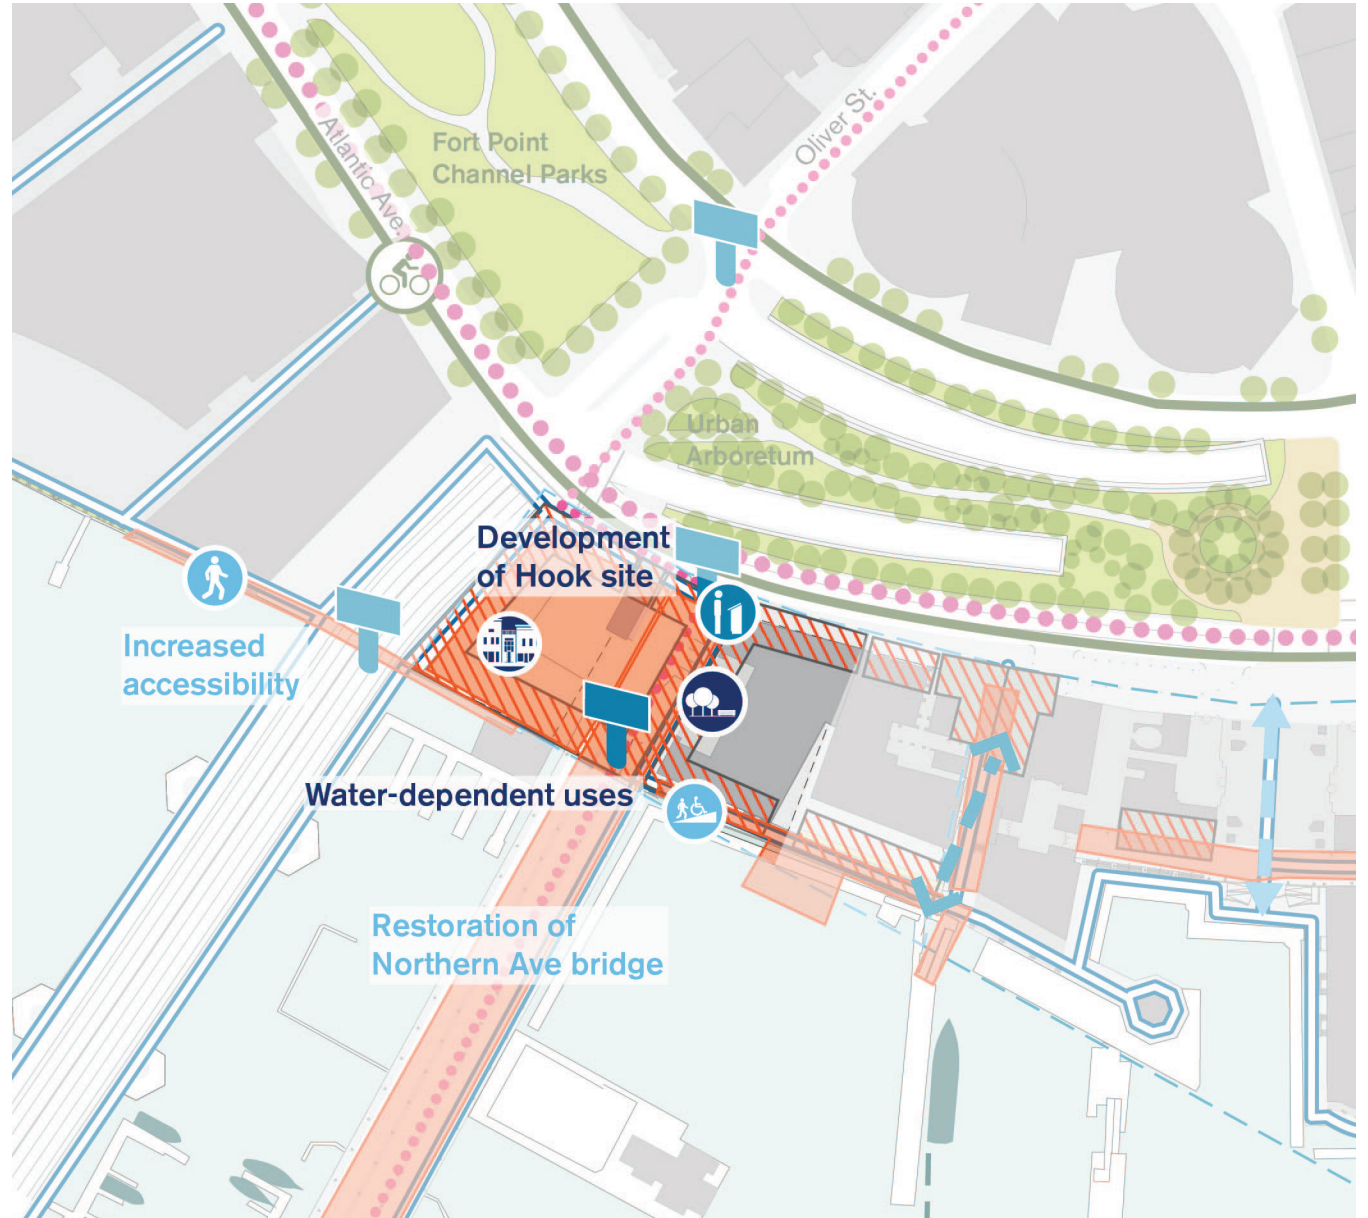 Oliver St.
Atlantic Ave.
Fort Point
Channel Parks
Urban
Arboretum
Development
of Hook site
Increased
accessibility
Water-dependent uses
Restoration of
Northern Ave bridge